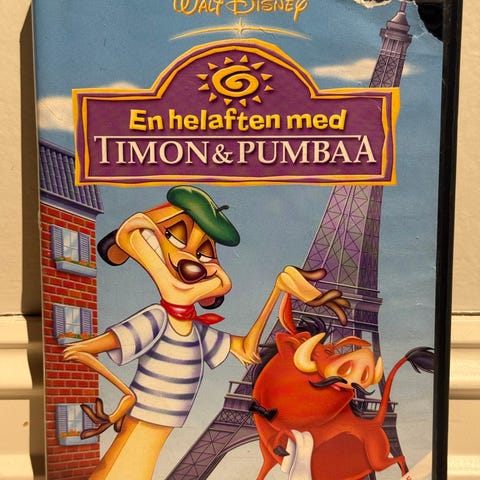 WALT DISNEY
En helaften med
TIMON & PUMBAA